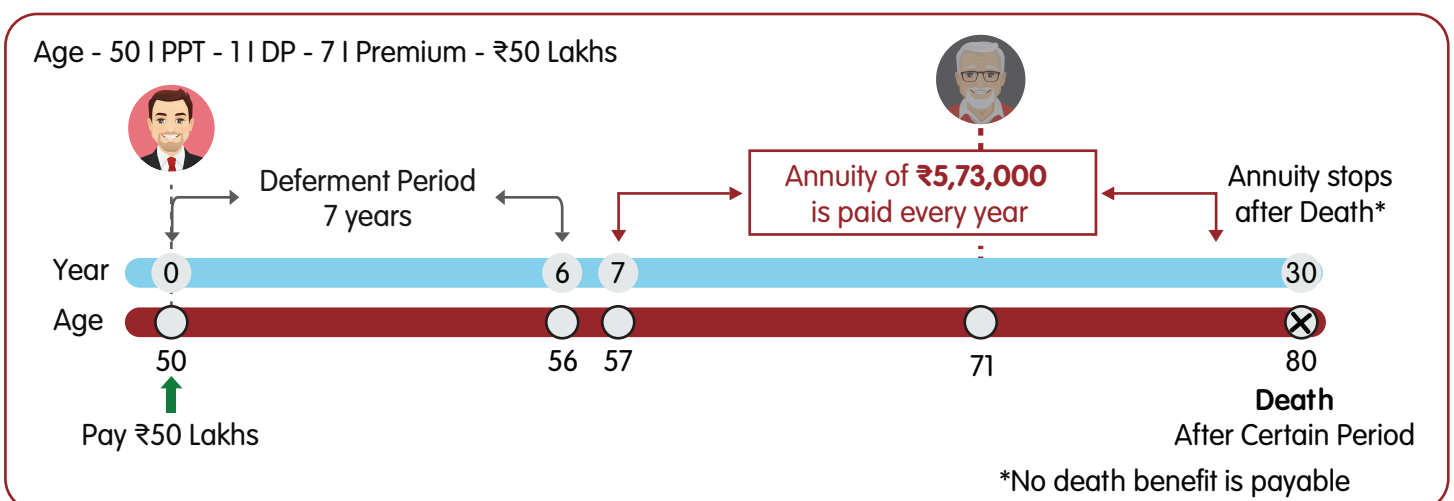 Age - 50 I PPT - 1 I DP - 7 I Premium - ₹50 Lakhs
Deferment Period
7 years
Annuity of ₹5,73,000
is paid every year
Annuity stops
after Death*
Year 0 6 7 30
Age
50 56 57 71 80
Pay ₹50 Lakhs
Death
After Certain Period
*No death benefit is payable